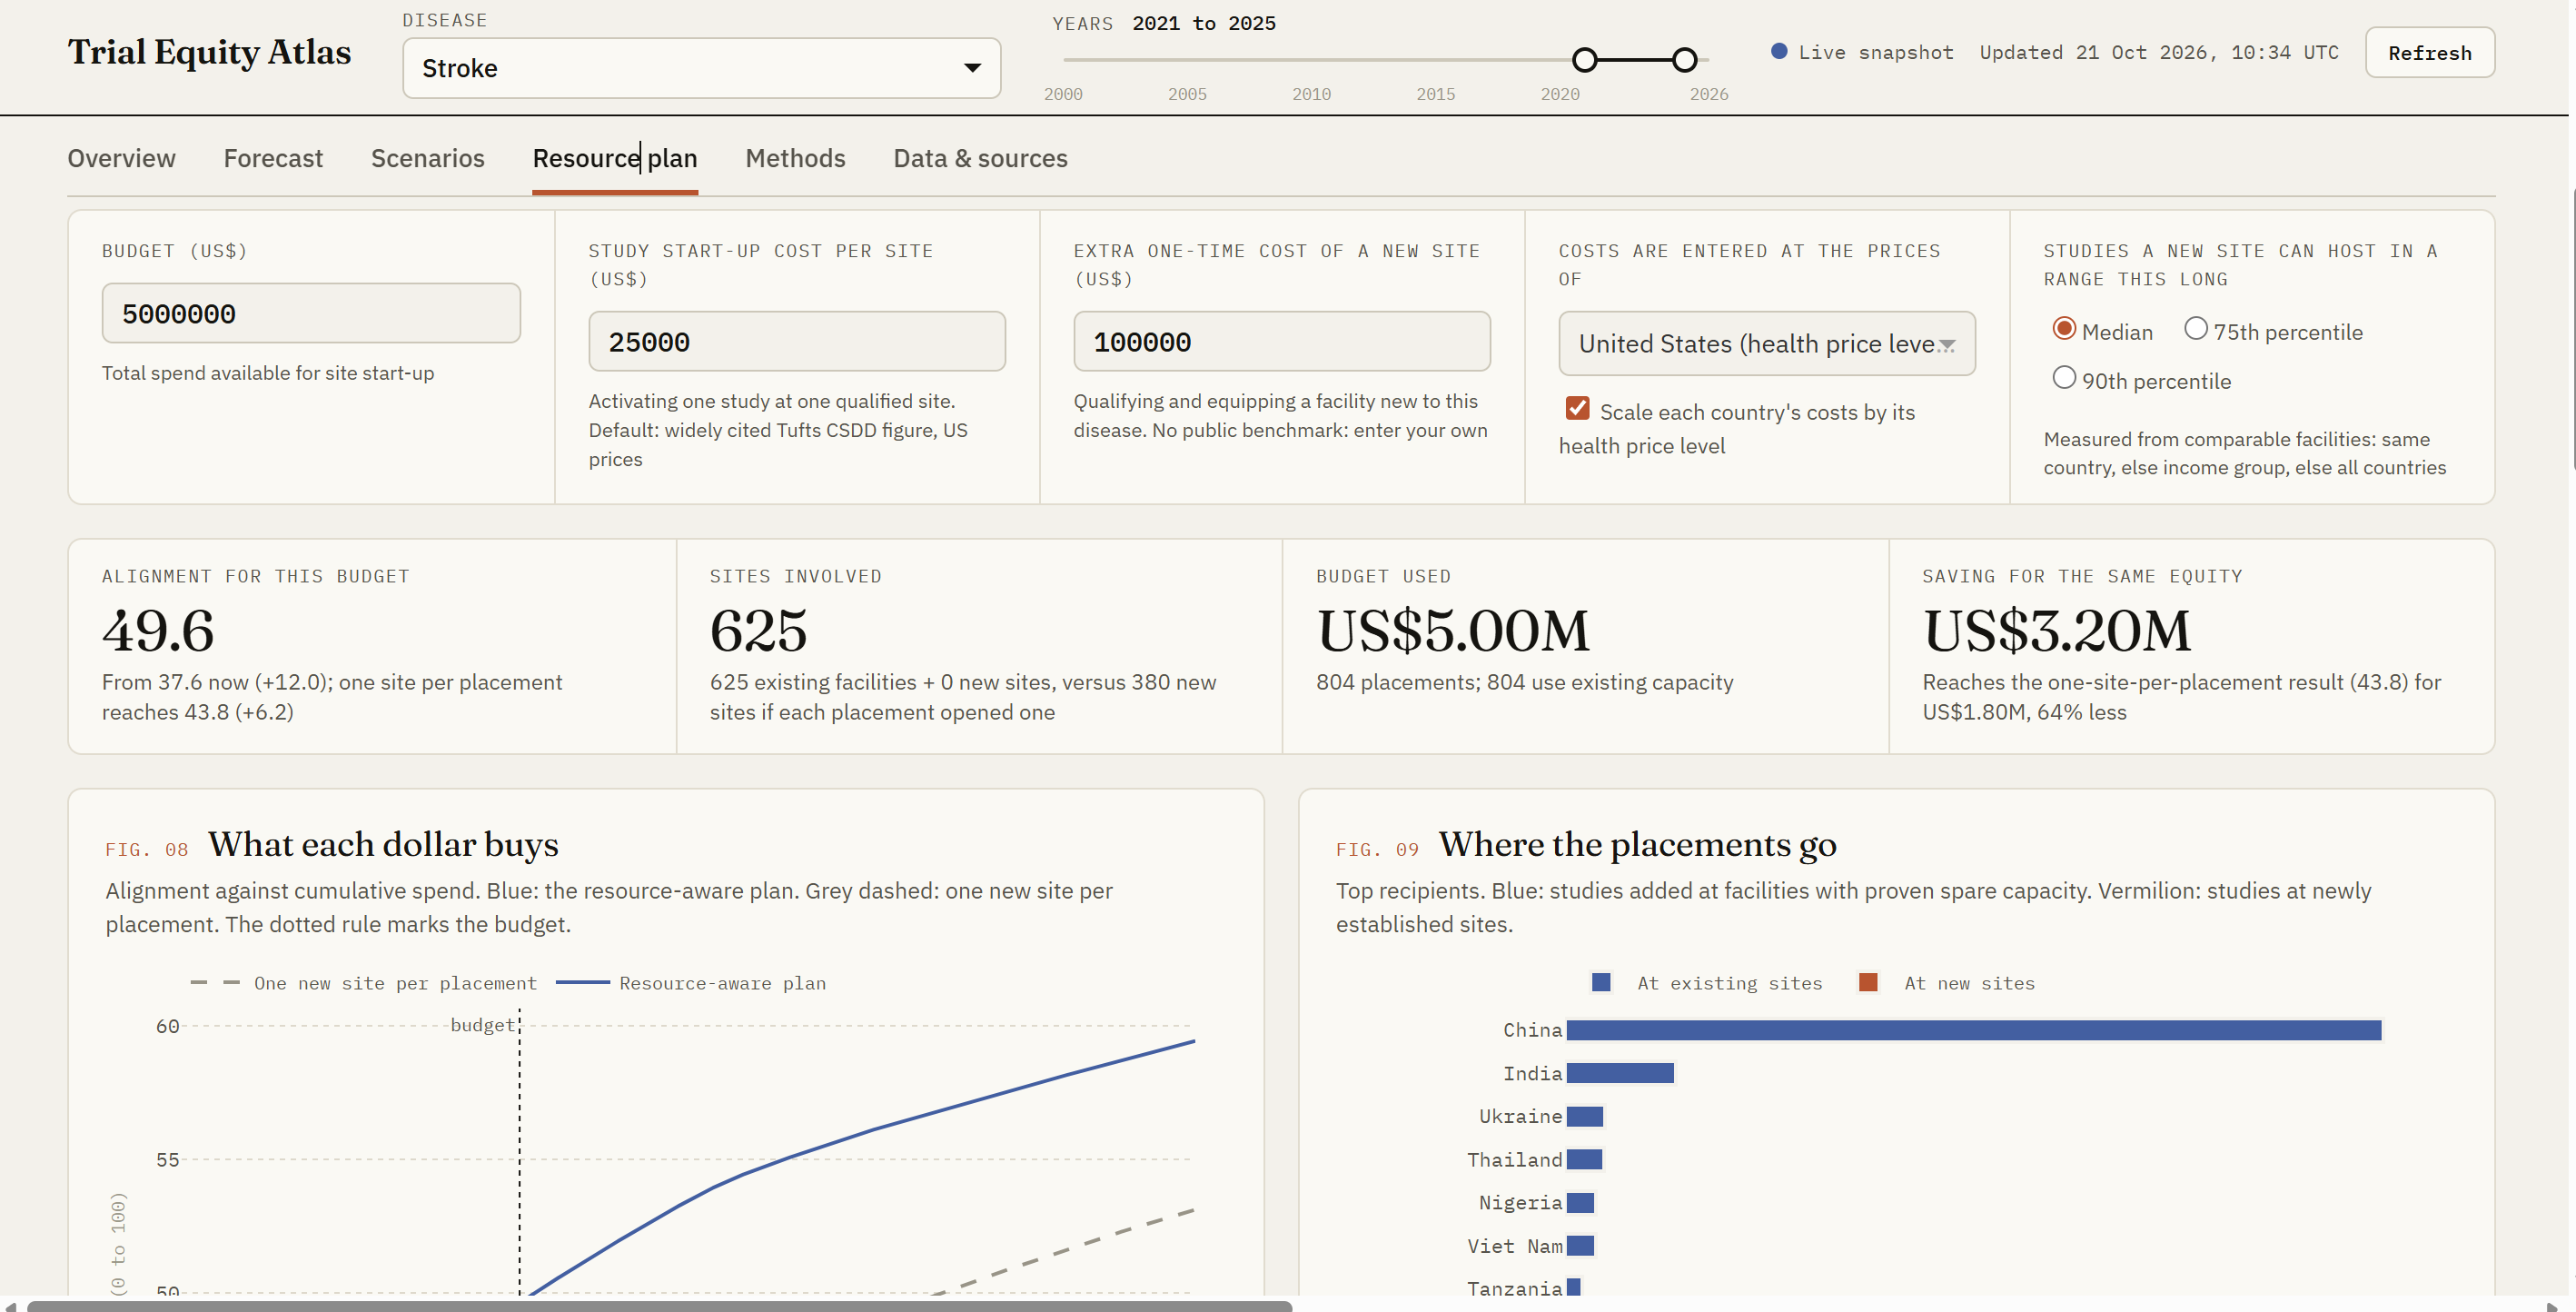 Trial Equity Atlas
DISEASE
Stroke
YEARS 2021 to 2025
2000 2005 2010 2015 2020 2026
Live snapshot Updated 21 Oct 2026, 10:34 UTC
Refresh
Overview Forecast Scenarios Resource plan Methods Data & sources
BUDGET (US$)
5000000
Total spend available for site start-up
STUDY START-UP COST PER SITE
(US$)
25000
Activating one study at one qualified site.
Default: widely cited Tufts CSDD figure, US
prices
EXTRA ONE-TIME COST OF A NEW SITE
(US$)
100000
Qualifying and equipping a facility new to this
disease. No public benchmark: enter your own
COSTS ARE ENTERED AT THE PRICES
OF
United States (health price leve...
Scale each country's costs by its
health price level
STUDIES A NEW SITE CAN HOST IN A
RANGE THIS LONG
Median 75th percentile
90th percentile
Measured from comparable facilities: same
country, else income group, else all countries
ALIGNMENT FOR THIS BUDGET
49.6
From 37.6 now (+12.0); one site per placement
reaches 43.8 (+6.2)
SITES INVOLVED
625
625 existing facilities + 0 new sites, versus 380 new
sites if each placement opened one
BUDGET USED
US$5.00M
804 placements; 804 use existing capacity
SAVING FOR THE SAME EQUITY
US$3.20M
Reaches the one-site-per-placement result (43.8) for
US$1.80M, 64% less
FIG. 08 What each dollar buys
Alignment against cumulative spend. Blue: the resource-aware plan. Grey dashed: one new site per
placement. The dotted rule marks the budget.
One new site per placement Resource-aware plan
budget
60
55
50
(0 to 100)
FIG. 09 Where the placements go
Top recipients. Blue: studies added at facilities with proven spare capacity. Vermilion: studies at newly
established sites.
At existing sites At new sites
China
India
Ukraine
Thailand
Nigeria
Viet Nam
Tanzania